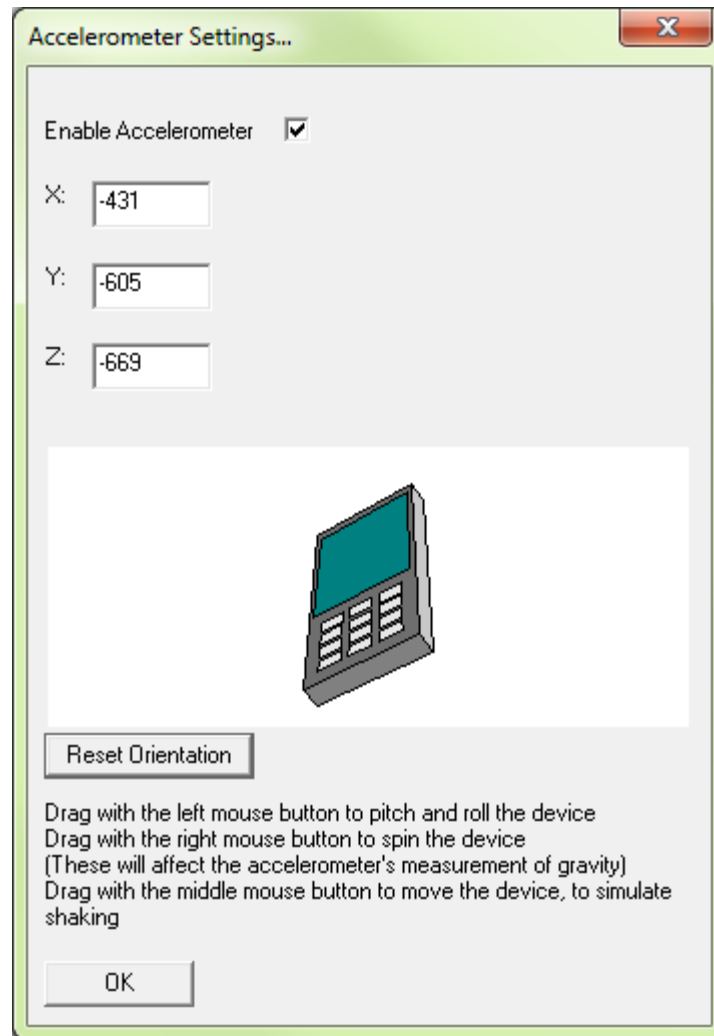 Accelerometer Settings...
Enable Accelerometer
X: -431
Y: -605
Z: -669
Reset Orientation
Drag with the left mouse button to pitch and roll the device
Drag with the right mouse button to spin the device
(These will affect the accelerometer's measurement of gravity)
Drag with the middle mouse button to move the device, to simulate
shaking
OK